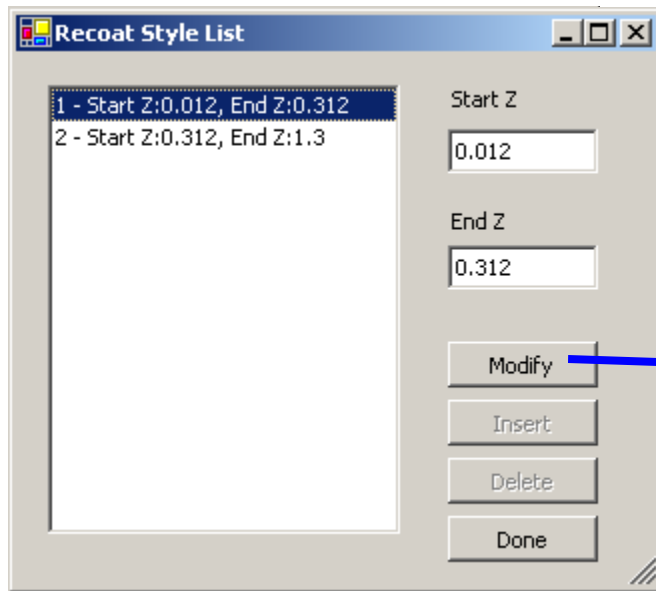 Recoat Style List
1 - Start Z:0.012, End Z:0.312
2 - Start Z:0.312, End Z:1.3
Start Z
0.012
End Z
0.312
Modify
Insert
Delete
Done